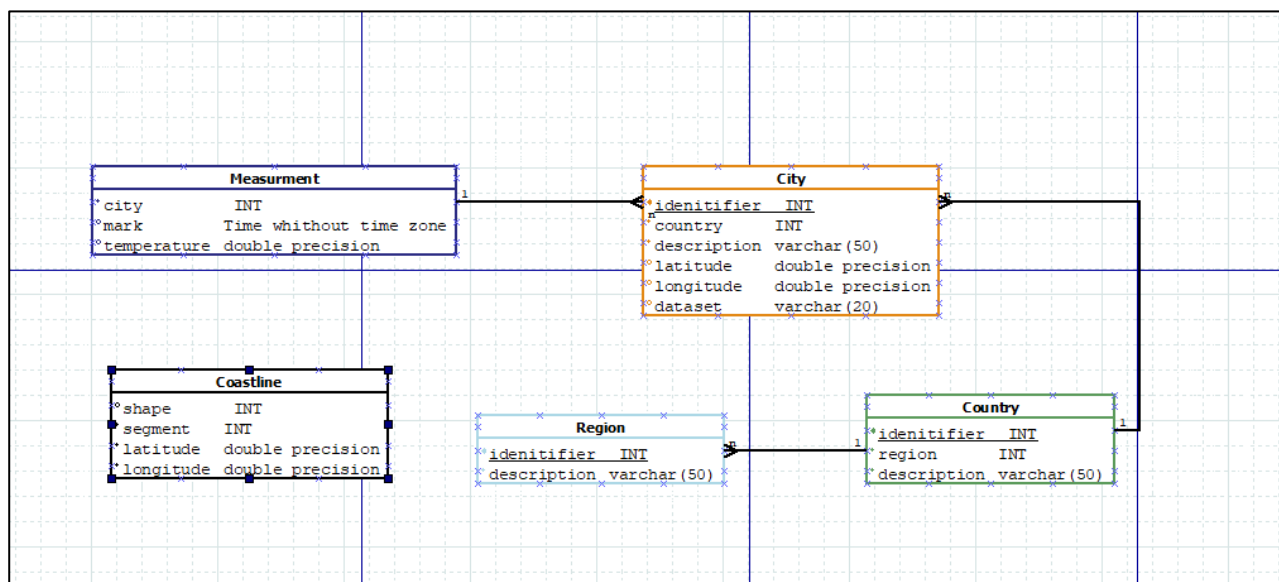 Measurment
city INT
mark Time whithout time zone
temperature double precision
1
n
City
idenitifier INT
country INT
description varchar(50)
latitude double precision
longitude double precision
dataset varchar(20)
n
Coastline
shape INT
segment INT
latitude double precision
longitude double precision
Region
idenitifier INT
description varchar(50)
n
1
Country
idenitifier INT
region INT
description varchar(50)
1